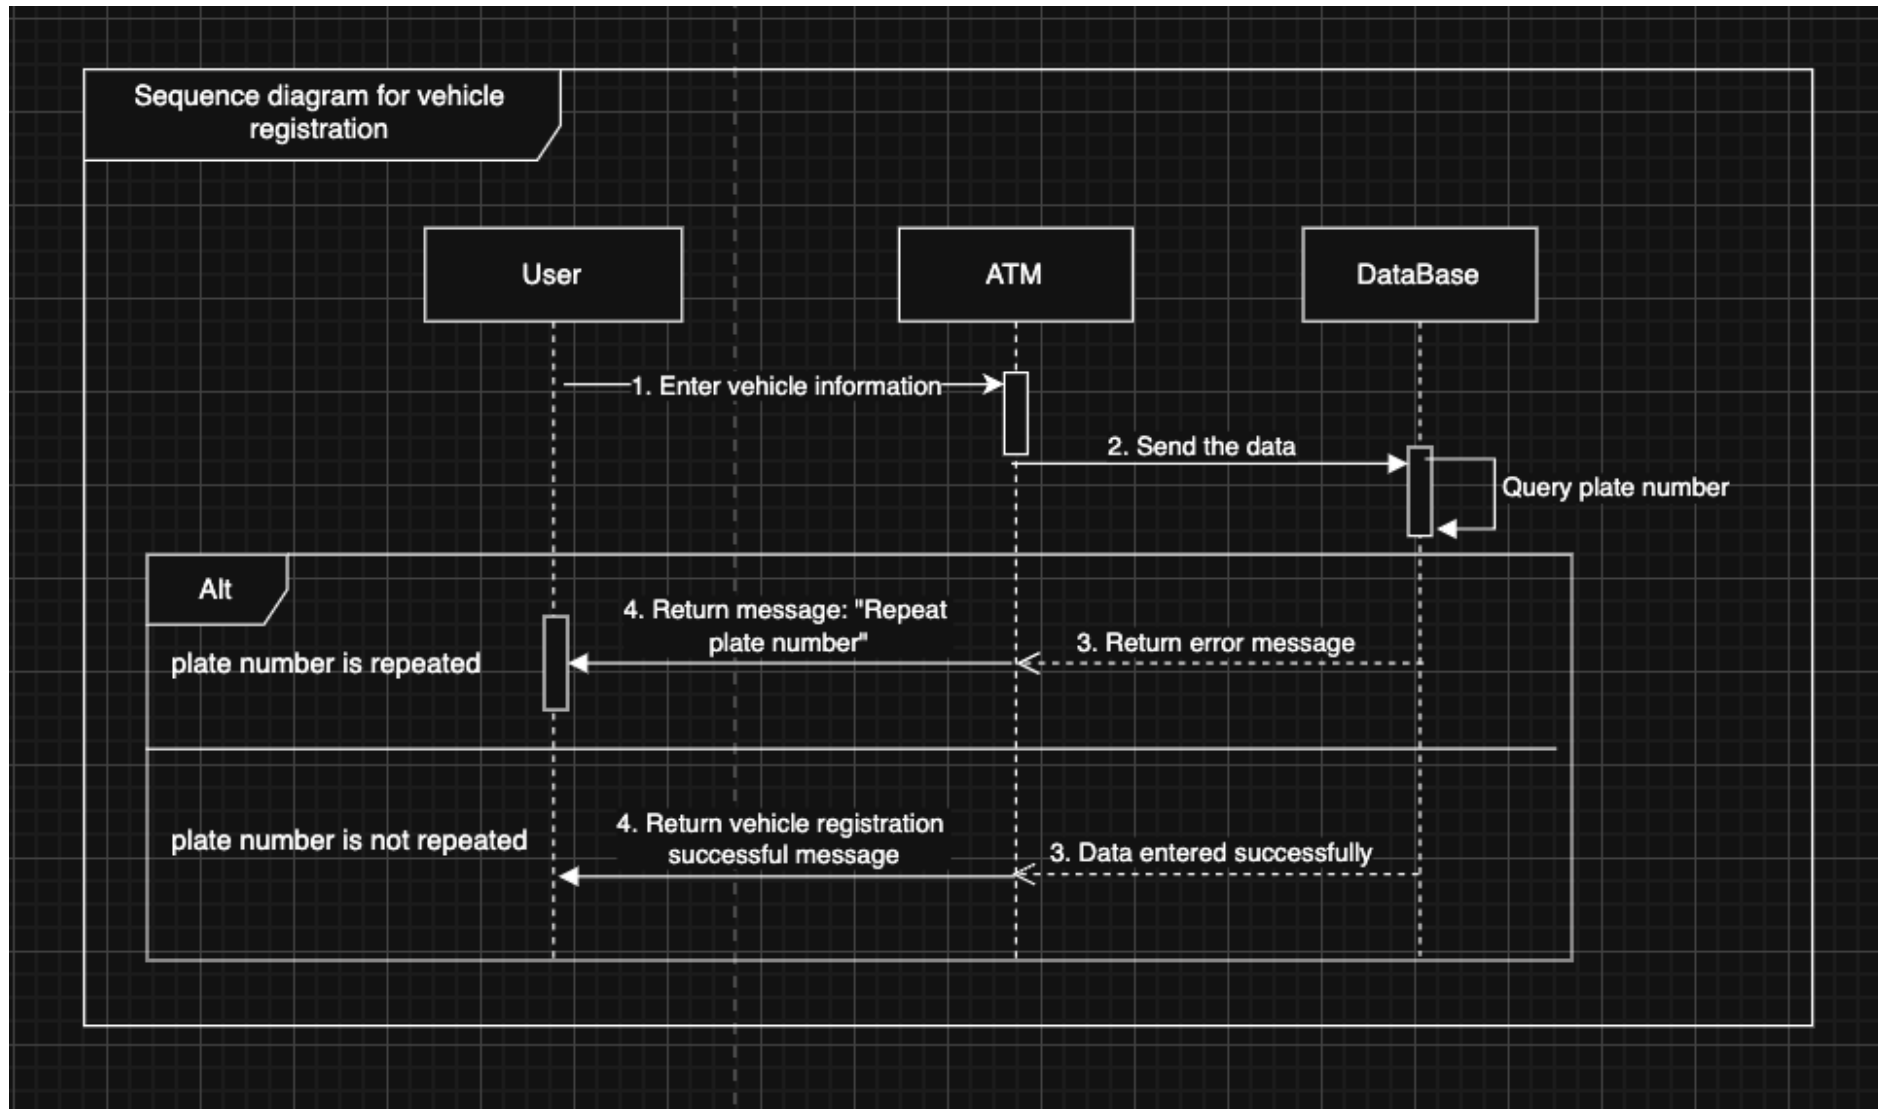 Sequence diagram for vehicle
registration
User
ATM
DataBase
1. Enter vehicle information
2. Send the data
Query plate number
Alt
4. Return message: "Repeat
plate number"
3. Return error message
plate number is repeated
4. Return vehicle registration
successful message
3. Data entered successfully
plate number is not repeated